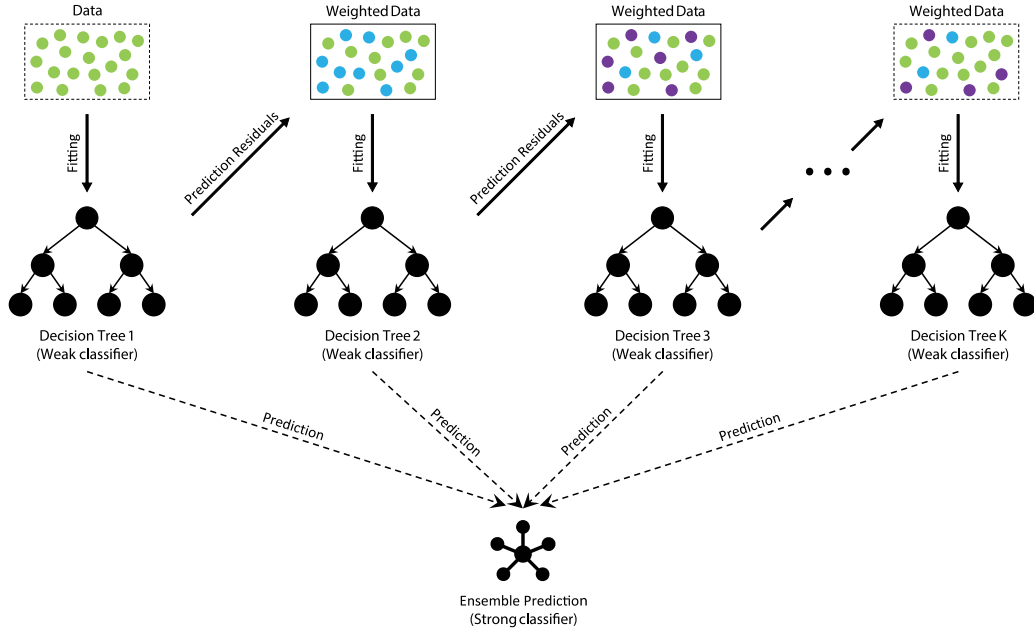 Data
Weighted Data
Weighted Data
Weighted Data
Fitting
Prediction Residuals
Fitting
Prediction Residuals
Fitting
...
Fitting
Decision Tree 1
(Weak classifier)
Decision Tree 2
(Weak classifier)
Decision Tree 3
(Weak classifier)
Decision Tree K
(Weak classifier)
Prediction
Prediction
Prediction
Prediction
Ensemble Prediction
(Strong classifier)